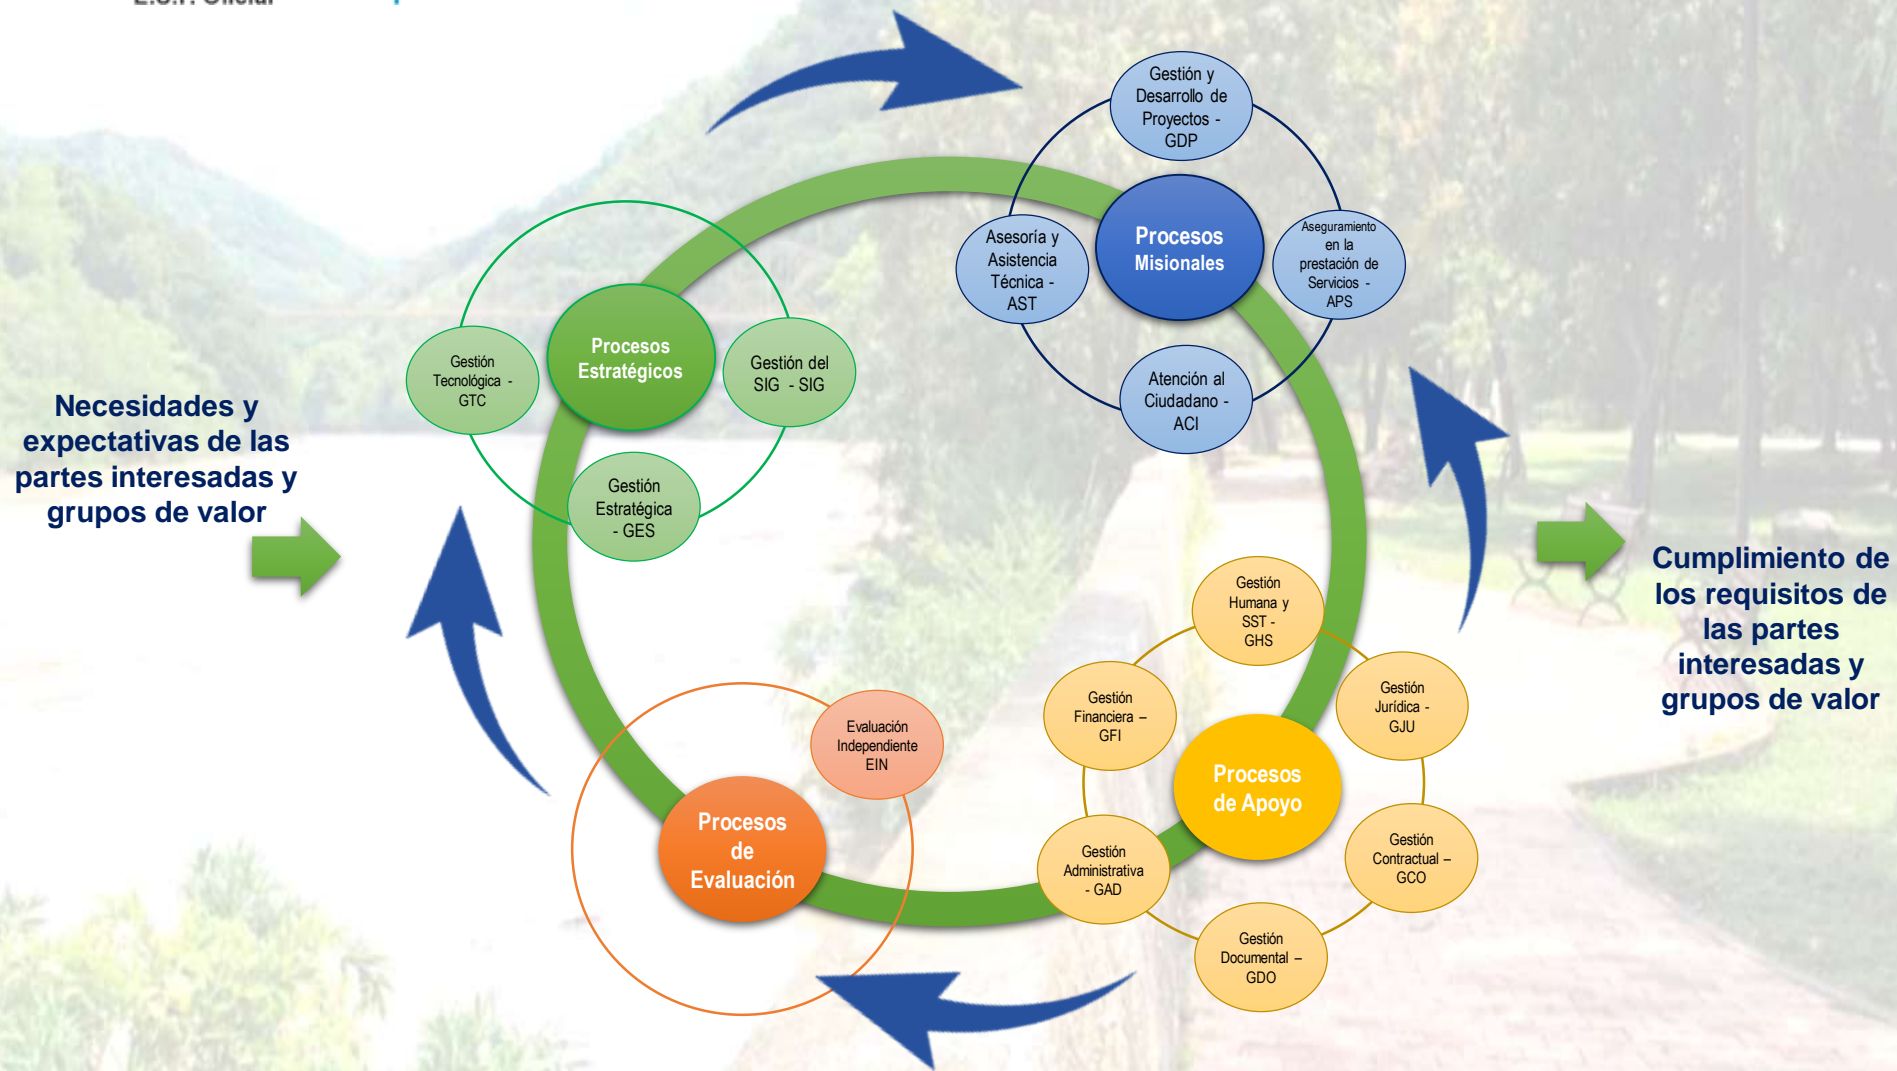 E.S.P. Oficial
Gestión y
Desarrollo de
Proyectos -
GDP
Procesos
Misionales
Asesoría y
Asistencia
Técnica -
AST
Aseguramiento
en la
prestación de
Servicios -
APS
Atención al
Ciudadano -
ACI
Procesos
Estratégicos
Gestión
Tecnológica -
GTC
Gestión del
SIG - SIG
Gestión
Estratégica
- GES
Necesidades y
expectativas de las
partes interesadas y
grupos de valor
Cumplimiento de
los requisitos de
las partes
interesadas y
grupos de valor
Gestión
Humana y
SST -
GHS
Gestión
Financiera –
GFI
Gestión
Jurídica -
GJU
Procesos
de Apoyo
Gestión
Administrativa
- GAD
Gestión
Contractual –
GCO
Gestión
Documental –
GDO
Evaluación
Independiente
EIN
Procesos
de
Evaluación